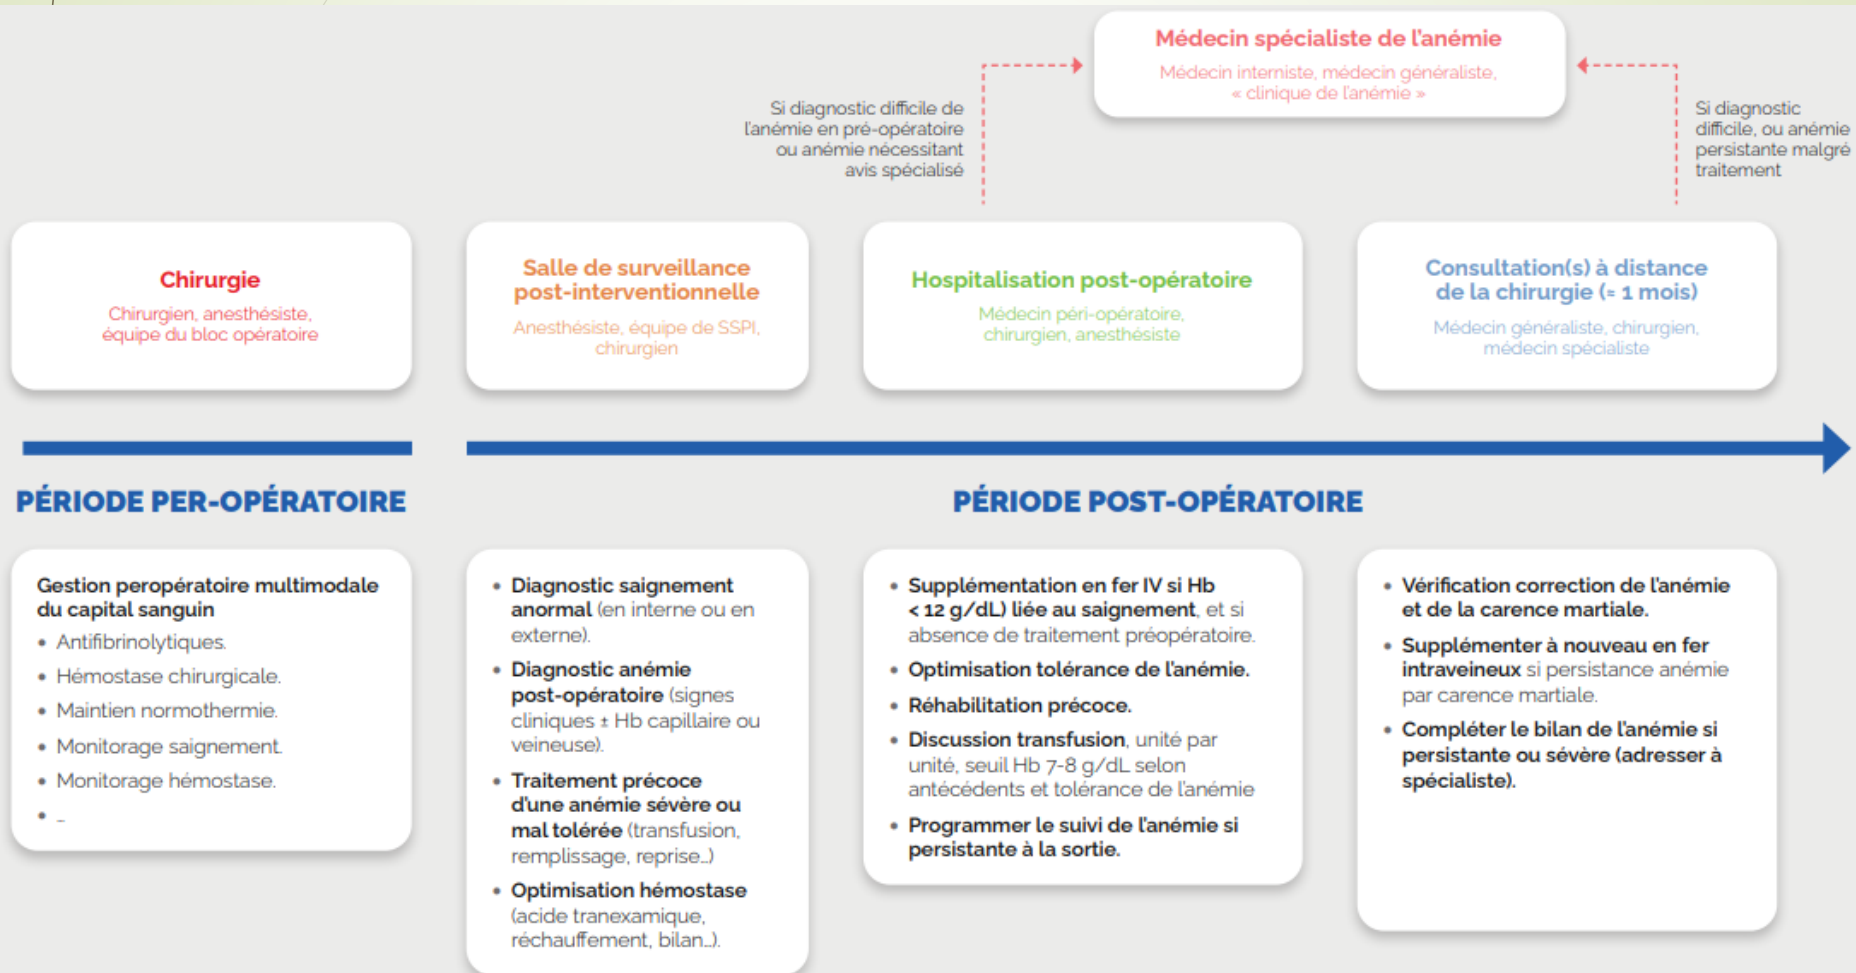 Médecin spécialiste de l'anémie
Médecin interniste, médecin généraliste,
« clinique de l'anémie »
Si diagnostic difficile de
l'anémie en pré-opératoire
ou anémie nécessitant
avis spécialisé
Si diagnostic
difficile, ou anémie
persistante malgré
traitement
Chirurgie
Chirurgien, anesthésiste,
équipe du bloc opératoire
Salle de surveillance
post-interventionnelle
Anesthésiste, équipe de SSPI,
chirurgien
Hospitalisation post-opératoire
Médecin péri-opératoire,
chirurgien, anesthésiste
Consultation(s) à distance
de la chirurgie (≈ 1 mois)
Médecin généraliste, chirurgien,
médecin spécialiste
PÉRIODE PER-OPÉRATOIRE
PÉRIODE POST-OPÉRATOIRE
Gestion peropératoire multimodale
du capital sanguin
• Antifibrinolytiques.
• Hémostase chirurgicale.
• Maintien normothermie.
• Monitorage saignement.
• Monitorage hémostase.
• …
• Diagnostic saignement
anormal (en interne ou en
externe).
• Diagnostic anémie
post-opératoire (signes
cliniques ± Hb capillaire ou
veineuse).
• Traitement précoce
d'une anémie sévère ou
mal tolérée (transfusion,
remplissage, reprise…)
• Optimisation hémostase
(acide tranexamique,
réchauffement, bilan…).
• Supplémentation en fer IV si Hb
< 12 g/dL) liée au saignement, et si
absence de traitement préopératoire.
• Optimisation tolérance de l'anémie.
• Réhabilitation précoce.
• Discussion transfusion, unité par
unité, seuil Hb 7-8 g/dL selon
antécédents et tolérance de l'anémie
• Programmer le suivi de l'anémie si
persistante à la sortie.
• Vérification correction de l'anémie
et de la carence martiale.
• Supplémenter à nouveau en fer
intraveineux si persistance anémie
par carence martiale.
• Compléter le bilan de l'anémie si
persistante ou sévère (adresser à
spécialiste).